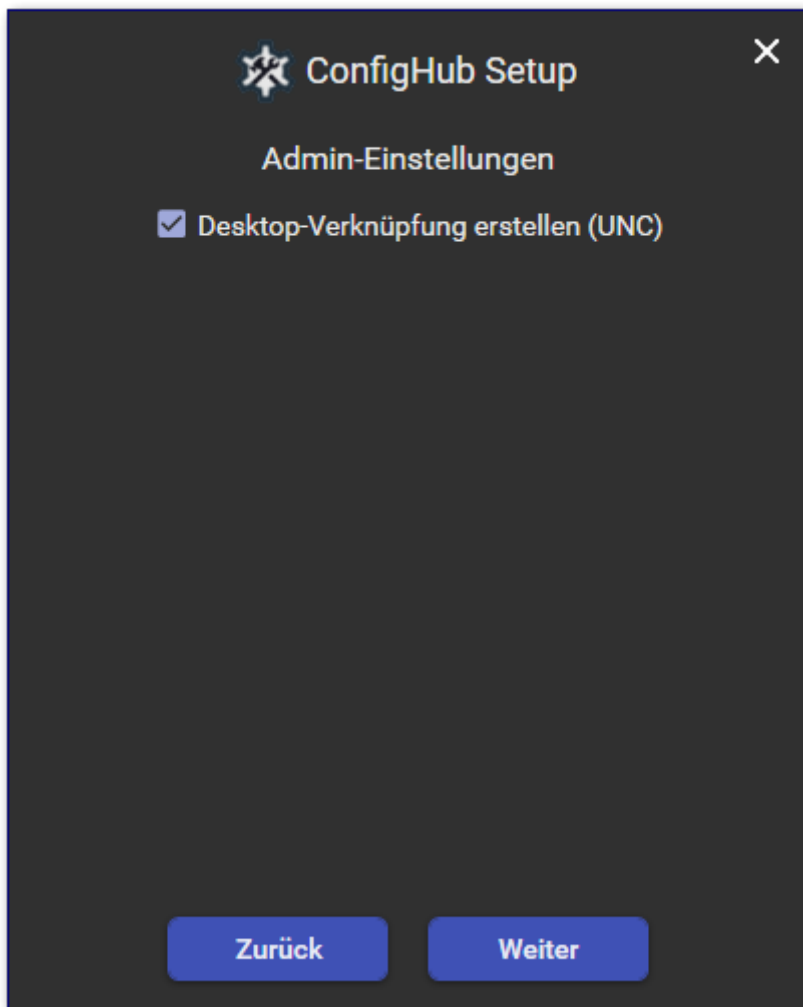 ConfigHub Setup
Admin-Einstellungen
Desktop-Verknüpfung erstellen (UNC)
Zurück
Weiter